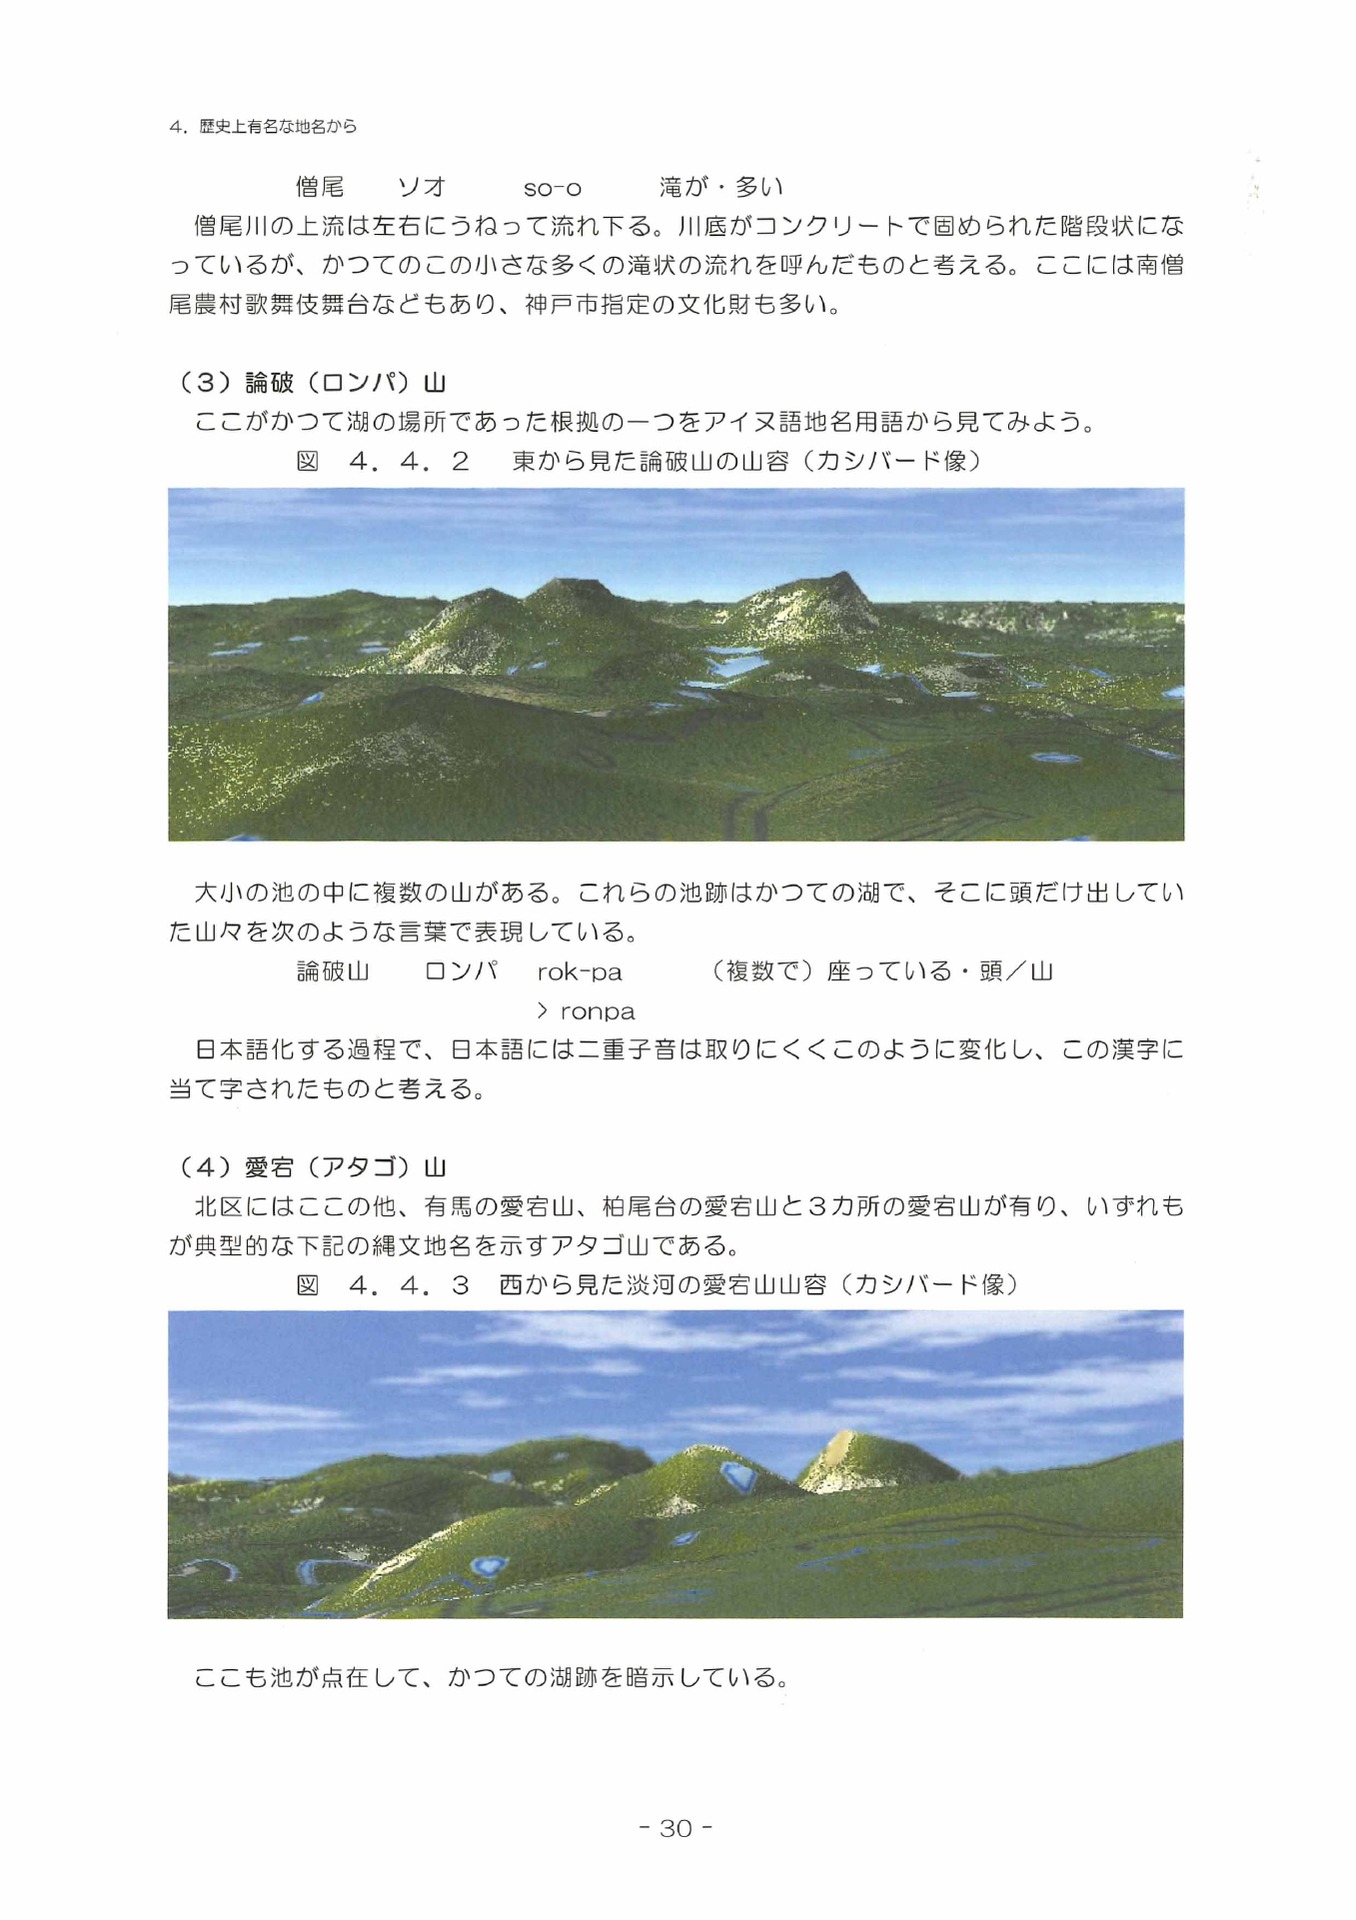 4．歴史上有名な地名から
僧尾　　ソオ　　　so-o　　　滝が・多い
僧尾川の上流は左右にうねって流れ下る。川底がコンクリートで固められた階段状にな
っているが、かつてのこの小さな多くの滝状の流れを呼んだものと考える。ここには南僧
尾農村歌舞伎舞台などもあり、神戸市指定の文化財も多い。
（3）論破（ロンパ）山
ここがかつて湖の場所であった根拠の一つをアイヌ語地名用語から見てみよう。
図　4．4．2　東から見た論破山の山容（カシバード像）
大小の池の中に複数の山がある。これらの池跡はかつての湖で、そこに頭だけ出してい
た山々を次のような言葉で表現している。
論破山　　ロンパ　rok-pa　　　（複数で）座っている・頭／山
> ronpa
日本語化する過程で、日本語には二重子音は取りにくくこのように変化し、この漢字に
当て字されたものと考える。
（4）愛宕（アタゴ）山
北区にはここの他、有馬の愛宕山、柏尾台の愛宕山と3カ所の愛宕山が有り、いずれも
が典型的な下記の縄文地名を示すアタゴ山である。
図　4．4．3　西から見た淡河の愛宕山山容（カシバード像）
ここも池が点在して、かつての湖跡を暗示している。
- 30 -